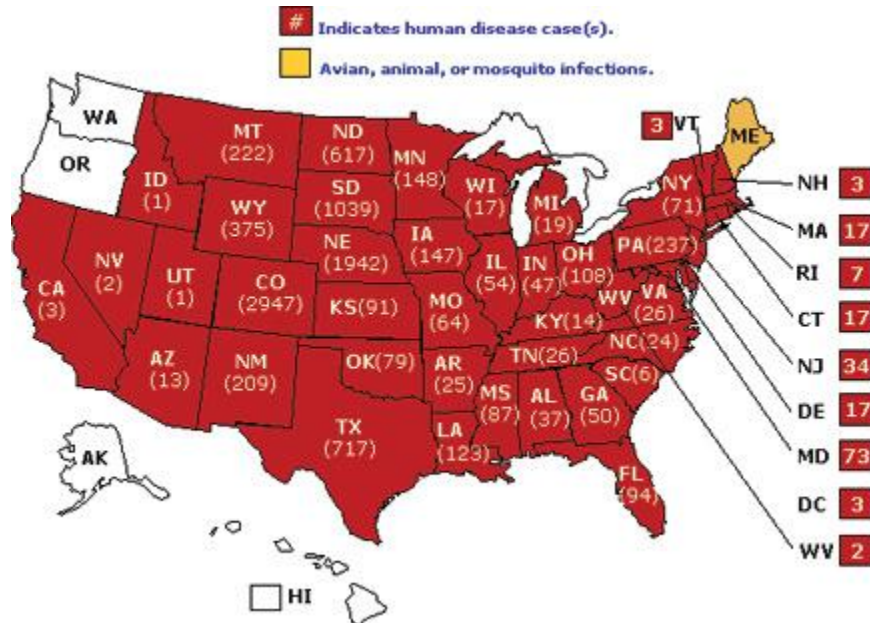 # Indicates human disease case(s).
Avian, animal, or mosquito infections.
WA
OR
MT
(222)
ID
(1)
WY
(375)
ND
(617)
SD
(1039)
NE
(1942)
MN
(148)
WI
(17)
MI
(19)
IA
(147)
NV
(2)
UT
(1)
CO
(2947)
KS(91)
CA
(3)
AZ
(13)
NM
(209)
OK(79)
TX
(717)
MO
(64)
AR
(25)
LA
(123)
IL
(54)
IN
(47)
OH
(108)
KY(14)
TN(26)
MS
(87)
AL
(37)
GA
(50)
FL
(94)
SC(6)
NC(24)
WV
VA
(26)
PA(237)
NY
(71)
3 VT
ME
NH 3
MA 17
RI 7
CT 17
NJ 34
DE 17
MD 73
DC 3
WV 2
AK
HI